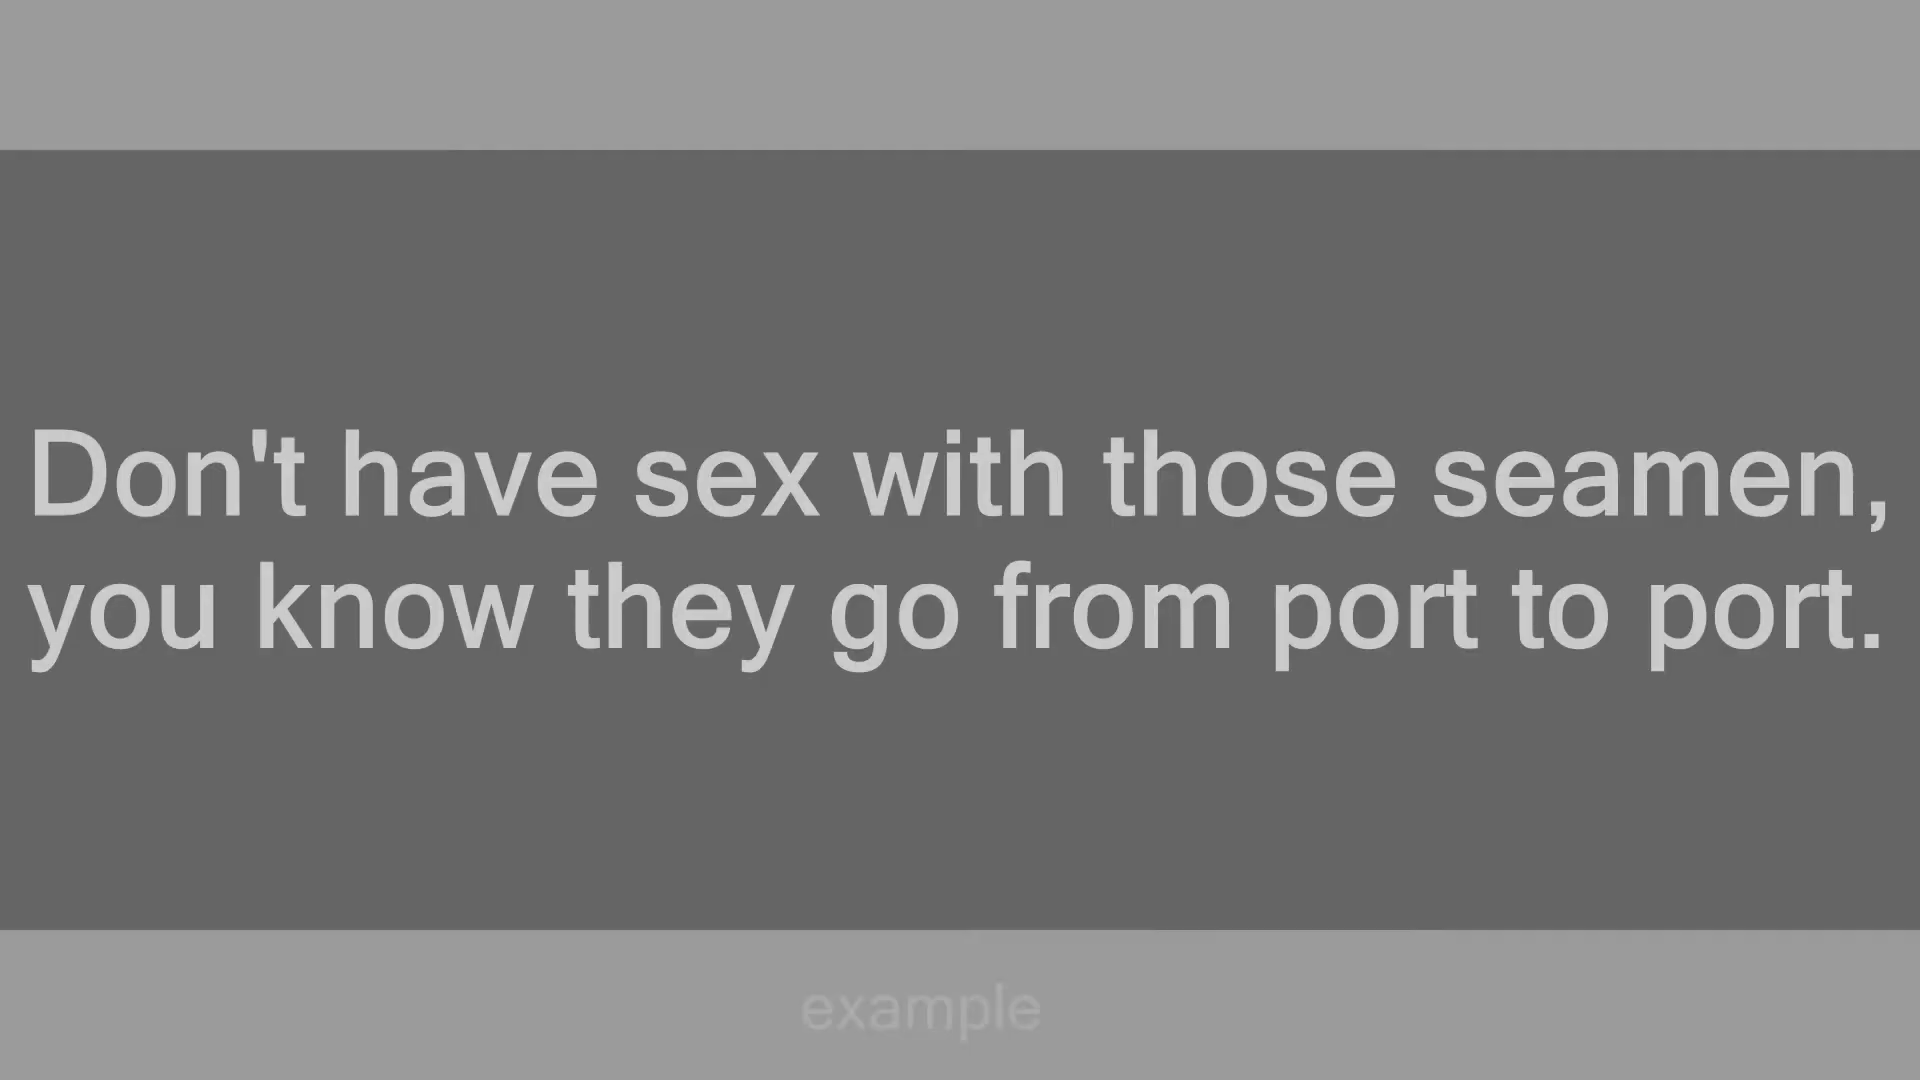 Don't have sex with those seamen,
you know they go from port to port.
example